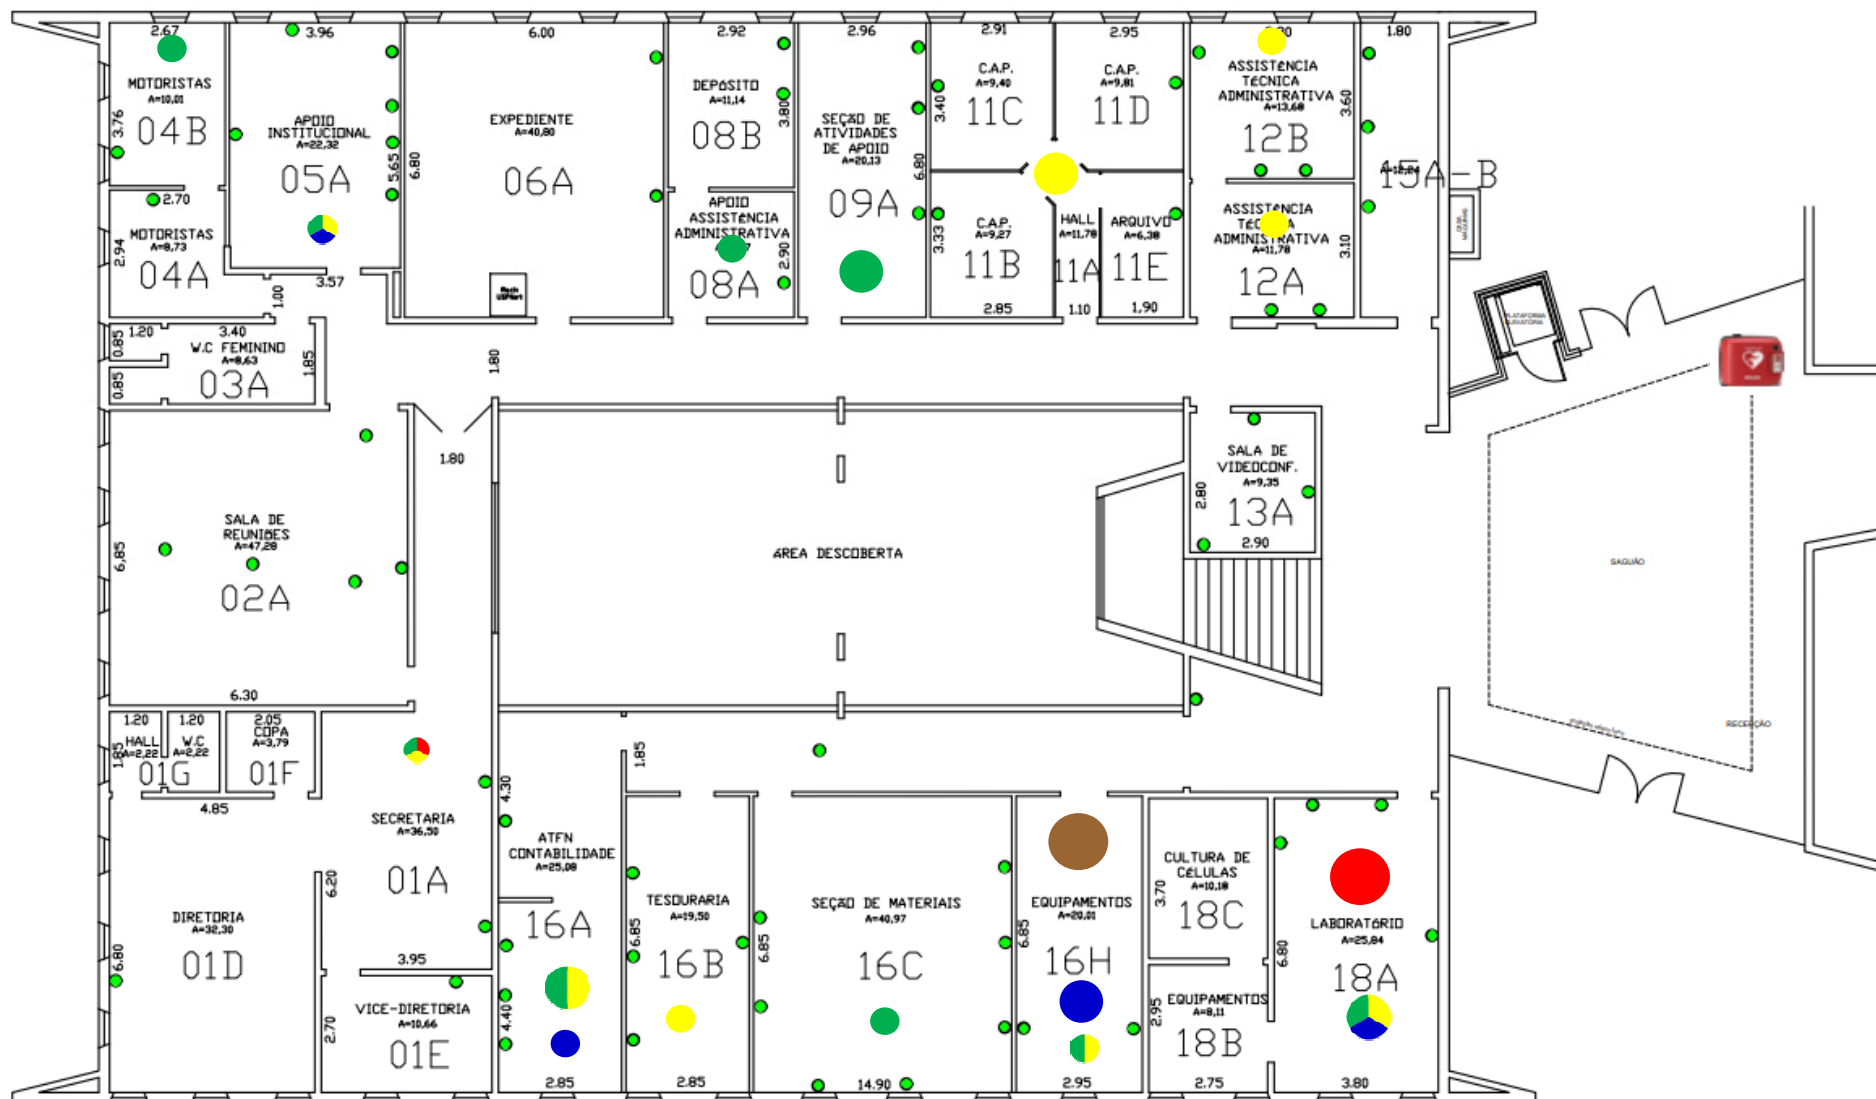 2.67
MOTORISTAS
A=10,01
04B
3.76
3.96
APOIO
INSTITUCIONAL
A=22,32
05A
5.65
6.80
6.00
EXPEDIENTE
A=40,80
06A
2.92
DEPÓSITO
A=11,14
08B
3.80
2.96
SEÇÃO DE
ATIVIDADES
DE APOIO
A=20,13
09A
6.80
2.91
C.A.P.
A=9,40
11C
3.40
2.95
C.A.P.
A=9,81
11D
ASSISTÊNCIA
TÉCNICA
ADMINISTRATIVA
A=13,68
12B
3.60
1.80
15A-B
2.70
MOTORISTAS
A=8,73
04A
2.94
3.57
1.00
APOIO
ASSISTÊNCIA
ADMINISTRATIVA
08A
2.90
C.A.P.
A=9,27
11B
3.33
2.85
HALL
A=11,78
11A
1.10
ARQUIVO
A=6,38
11E
1,90
ASSISTÊNCIA
ADMINISTRATIVA
A=11,78
12A
3.10
PLATAFORMA
ELEVATÓRIA
1.20
3.40
0.85
W.C FEMININO
A=8,63
03A
0.85
1.85
1.80
1.80
SALA DE
REUNIÕES
A=47,28
02A
6,85
6.30
ÁREA DESCOBERTA
SALA DE
VIDEOCONF.
A=9,35
13A
2.80
2.90
SAGUÃO
RECEPÇÃO
1.20
HALL
A=2,22
01G
1.85
1.20
W.C
A=2,22
2.05
COPA
A=3,79
01F
4.85
SECRETARIA
A=36,50
01A
6.20
3.95
DIRETORIA
A=32,30
01D
6.80
VICE-DIRETORIA
A=10,66
01E
2.70
4.30
ATFN
CONTABILIDADE
A=25,08
16A
4.40
2.85
1.85
TESOURARIA
A=19,50
16B
6.85
2.85
SEÇÃO DE MATERIAIS
A=40,97
16C
6.85
14.90
EQUIPAMENTOS
A=20,01
16H
6.85
2.95
CULTURA DE
CÉLULAS
A=10,18
18C
3.70
EQUIPAMENTOS
A=8,11
18B
2.95
2.75
LABORATÓRIO
A=25,84
18A
6.80
3.80